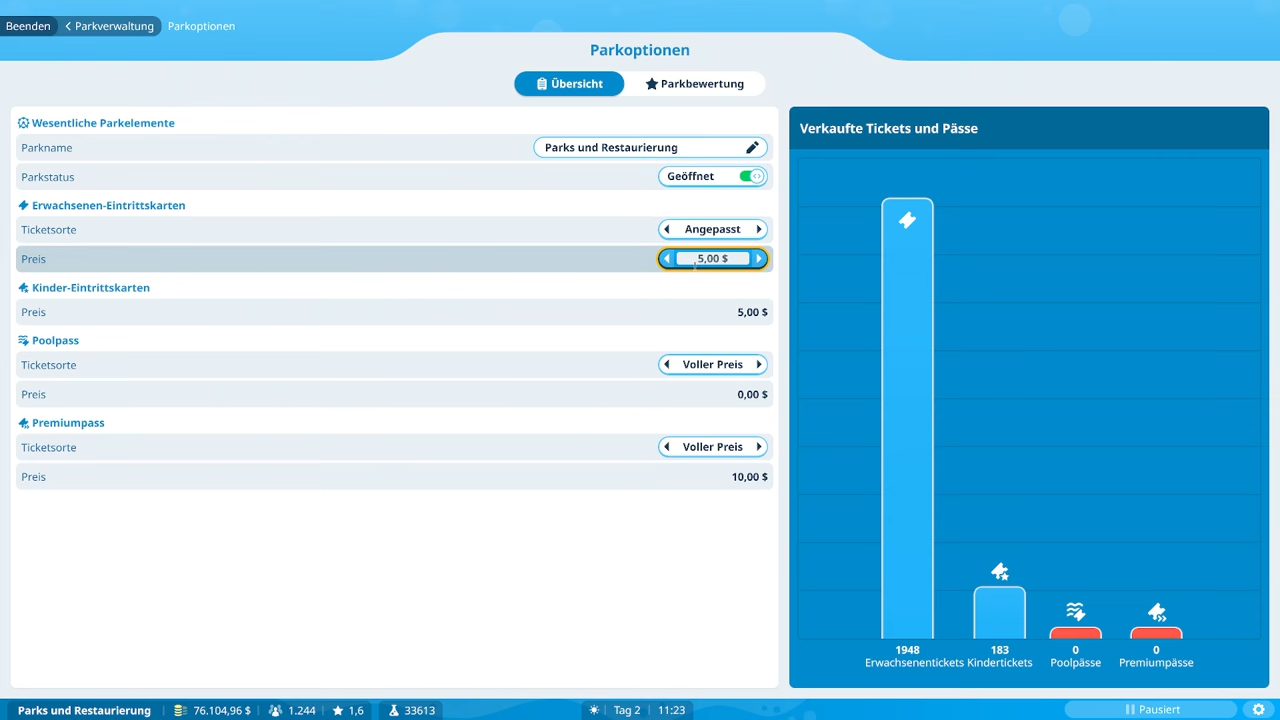 Beenden
Parkverwaltung
Parkoptionen
Parkoptionen
Übersicht
Parkbewertung
Wesentliche Parkelemente
Parkname
Parks und Restaurierung
Parkstatus
Geöffnet
Erwachsenen-Eintrittskarten
Ticketsorte
Angepasst
Preis
5,00 $
Kinder-Eintrittskarten
Preis
5,00 $
Poolpass
Ticketsorte
Voller Preis
Preis
0,00 $
Premiumpass
Ticketsorte
Voller Preis
Preis
10,00 $
Verkaufte Tickets und Pässe
1948
Erwachsenentickets
183
Kindertickets
0
Poolpässe
0
Premiumpässe
Parks und Restaurierung
76.104,96 $
1.244
1,6
33613
Tag 2
11:23
Pausiert